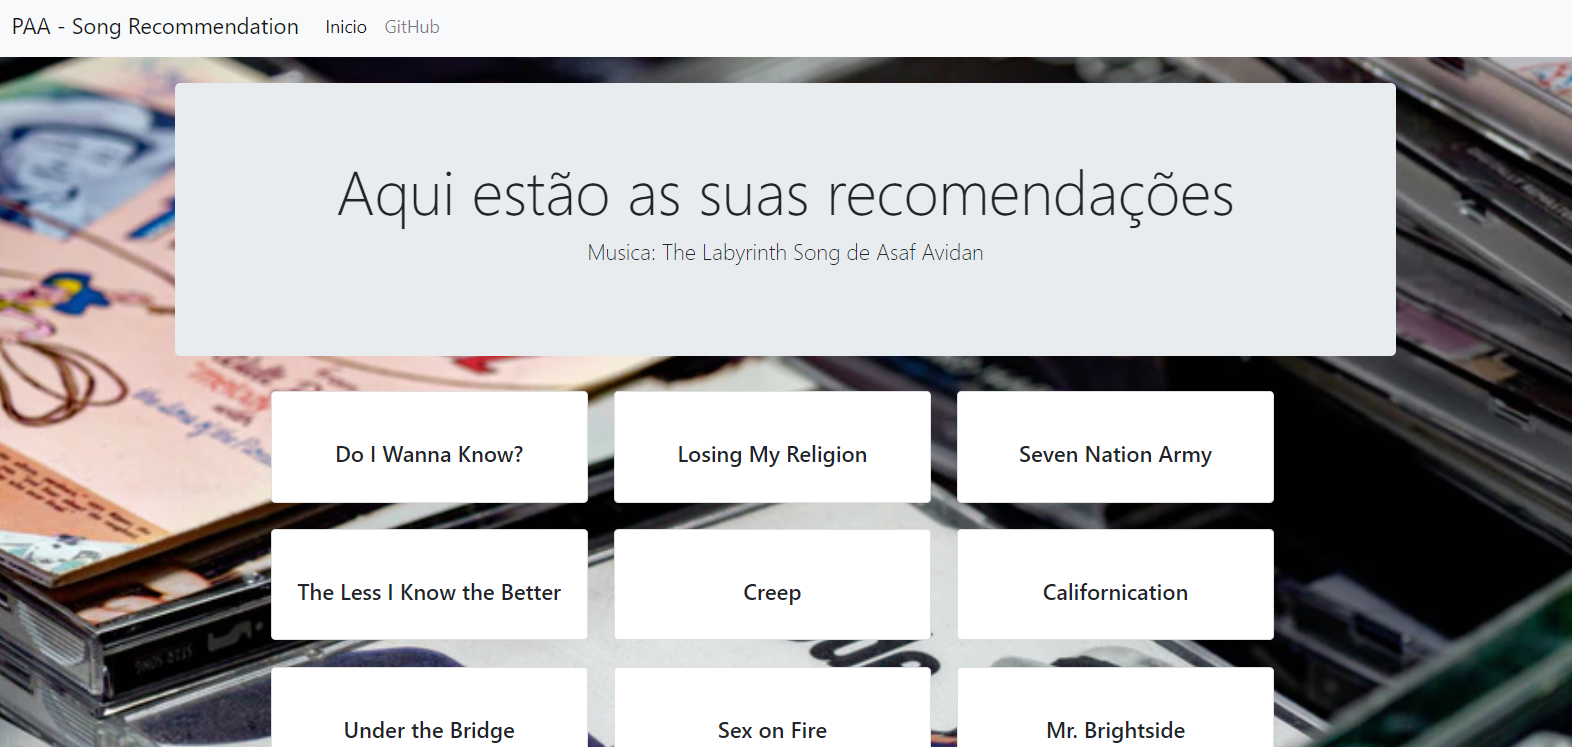 PAA - Song Recommendation Inicio GitHub
Aqui estão as suas recomendações
Musica: The Labyrinth Song de Asaf Avidan
Do I Wanna Know? Losing My Religion Seven Nation Army
The Less I Know the Better Creep Californication
Under the Bridge Sex on Fire Mr. Brightside